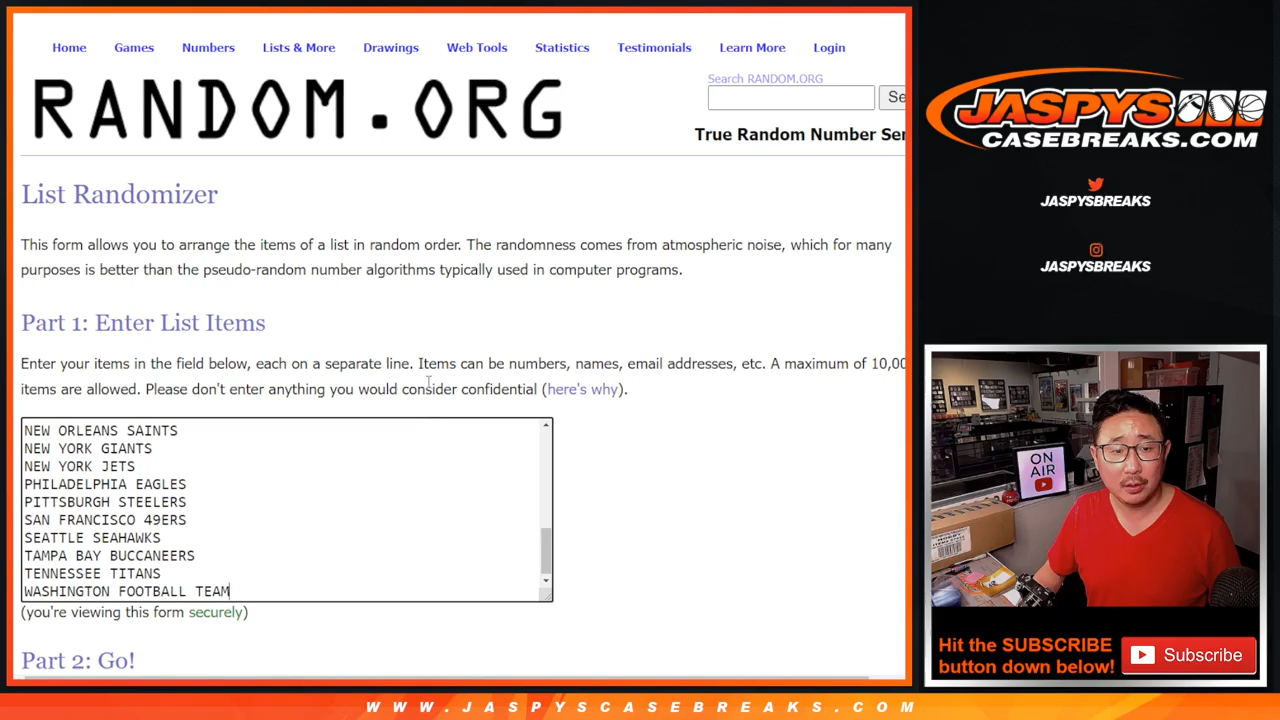 Home Games Numbers Lists & More Drawings Web Tools Statistics Testimonials Learn More Login
RANDOM.ORG
Search RANDOM.ORG
Se
True Random Number Ser
List Randomizer
This form allows you to arrange the items of a list in random order. The randomness comes from atmospheric noise, which for many
purposes is better than the pseudo-random number algorithms typically used in computer programs.
Part 1: Enter List Items
Enter your items in the field below, each on a separate line. Items can be numbers, names, email addresses, etc. A maximum of 10,00
items are allowed. Please don't enter anything you would consider confidential (here's why).
NEW ORLEANS SAINTS
NEW YORK GIANTS
NEW YORK JETS
PHILADELPHIA EAGLES
PITTSBURGH STEELERS
SAN FRANCISCO 49ERS
SEATTLE SEAHAWKS
TAMPA BAY BUCCANEERS
TENNESSEE TITANS
WASHINGTON FOOTBALL TEAM
(you're viewing this form securely)
Part 2: Go!
JASPYS
CASEBREAKS.COM
JASPYSBREAKS
JASPYSBREAKS
ON
AIR
Hit the SUBSCRIBE
button down below!
Subscribe
WWW.JASPYSCASEBREAKS.COM